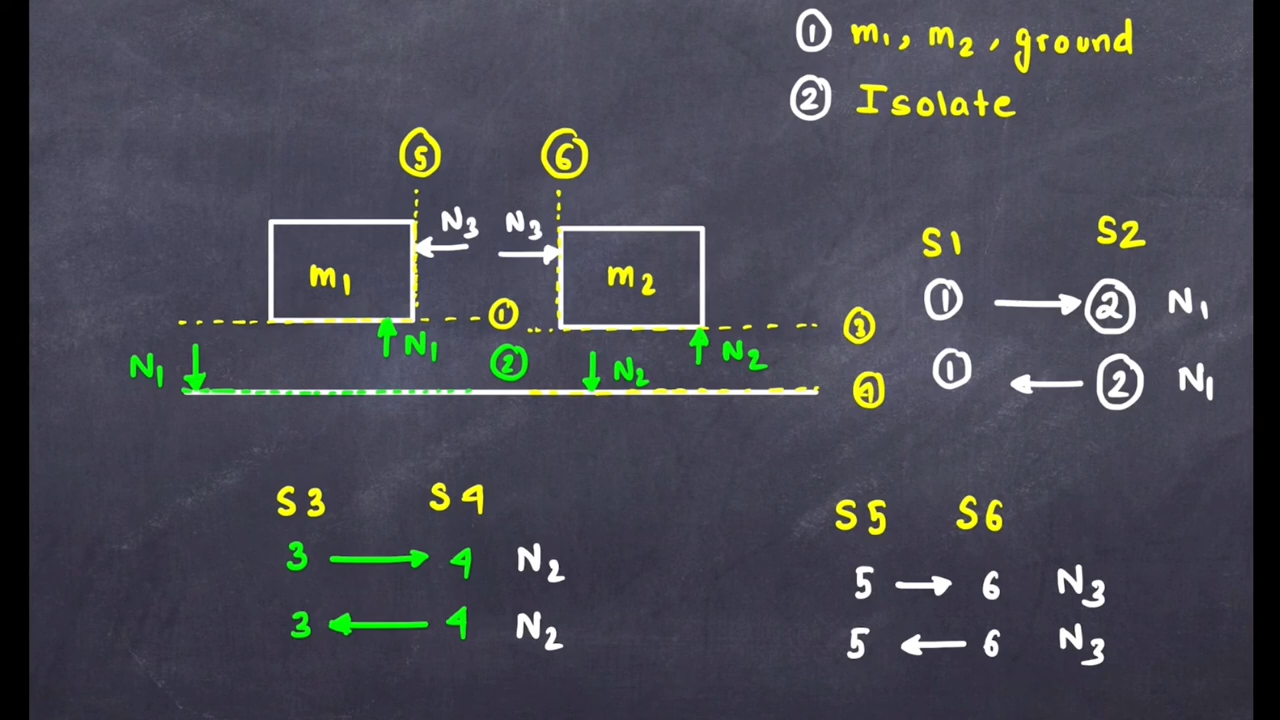 ① m₁, m₂, ground
② Isolate
⑤ ⑥
N₃ N₃
m₁ m₂
① ③
N₁ N₁ ② N₂ N₂
④
S1 S2
① → ② N₁
① ← ② N₁
S3 S4
3 → 4 N₂
3 ← 4 N₂
S5 S6
5 → 6 N₃
5 ← 6 N₃